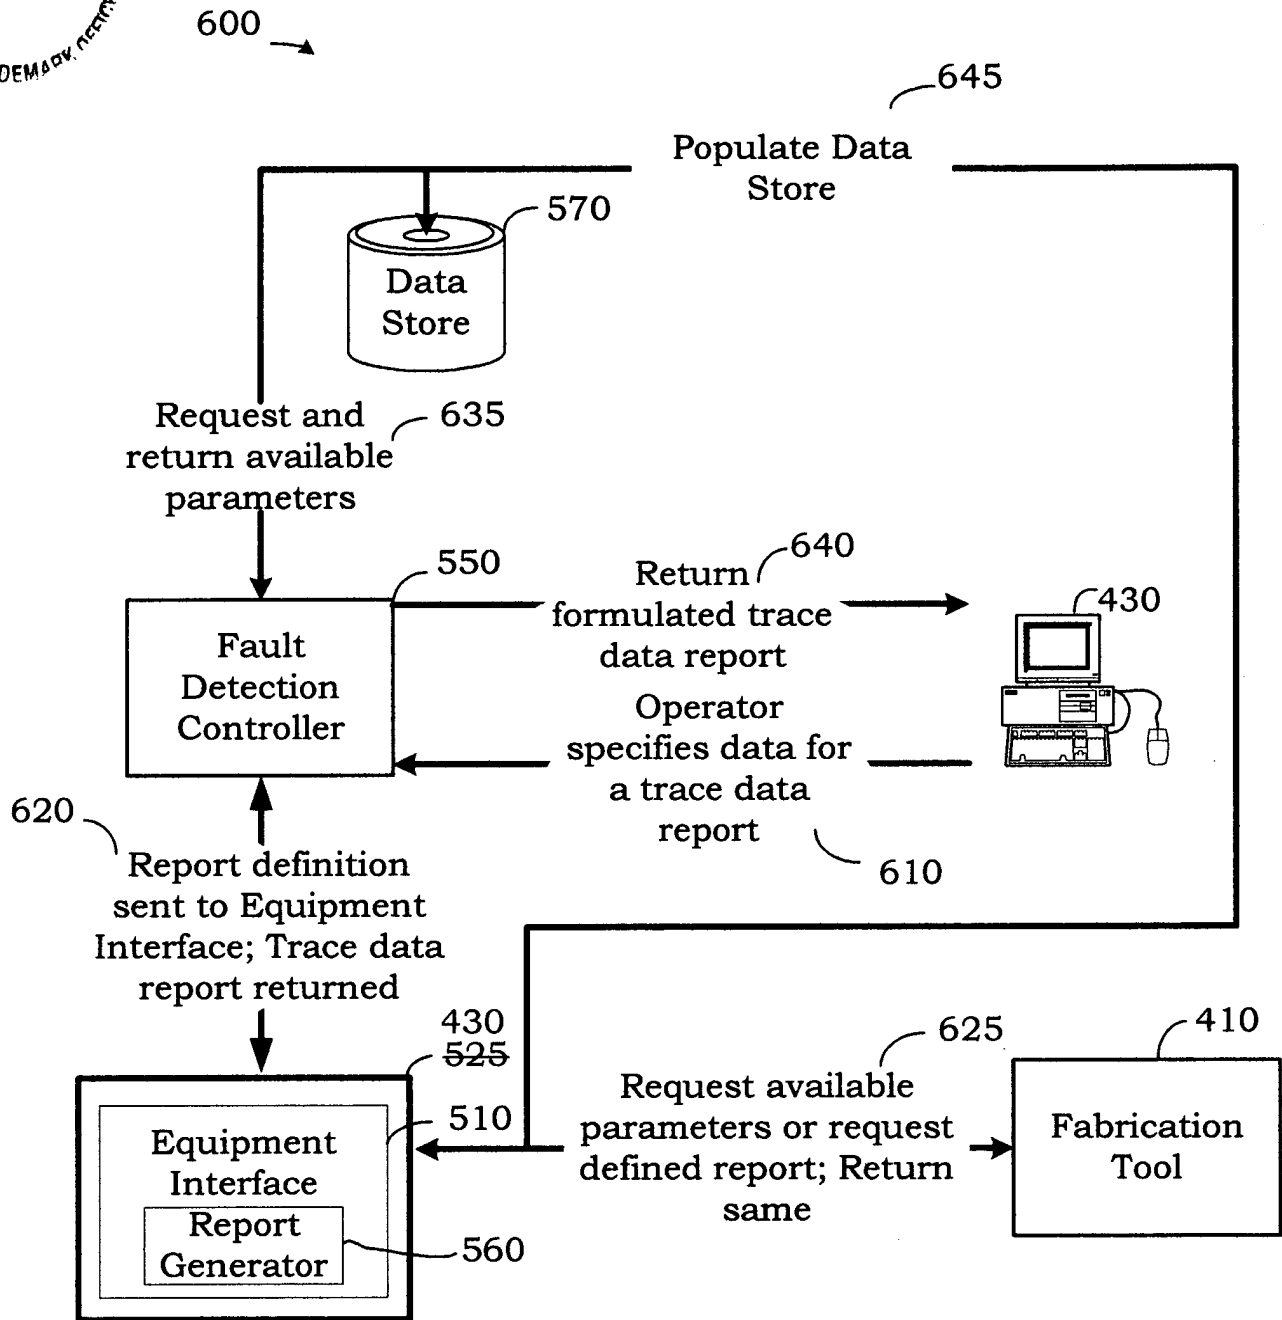 DEMARK OFFICE
600
645
Populate Data
Store
570
Data
Store
Request and
return available
parameters
635
550
Fault
Detection
Controller
640
Return
formulated trace
data report
430
Operator
specifies data for
a trace data
report
610
620
Report definition
sent to Equipment
Interface; Trace data
report returned
430
525
510
Equipment
Interface
Report
Generator
560
625
Request available
parameters or request
defined report; Return
same
410
Fabrication
Tool